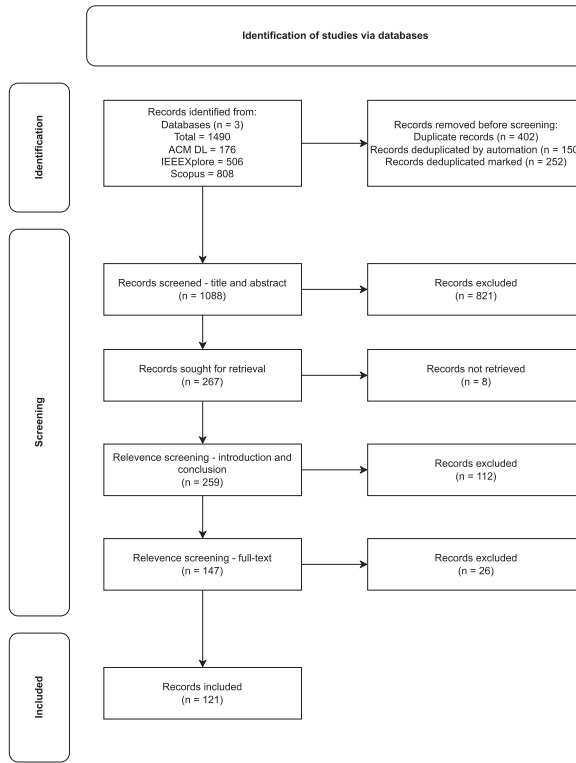 Identification of studies via databases
Identification
Records identified from:
Databases (n = 3)
Total = 1490
ACM DL = 176
IEEEXplore = 506
Scopus = 808
Records removed before screening:
Duplicate records (n = 402)
Records deduplicated by automation (n = 150
Records deduplicated marked (n = 252)
Screening
Records screened - title and abstract
(n = 1088)
Records excluded
(n = 821)
Records sought for retrieval
(n = 267)
Records not retrieved
(n = 8)
Relevence screening - introduction and
conclusion
(n = 259)
Records excluded
(n = 112)
Relevence screening - full-text
(n = 147)
Records excluded
(n = 26)
Included
Records included
(n = 121)